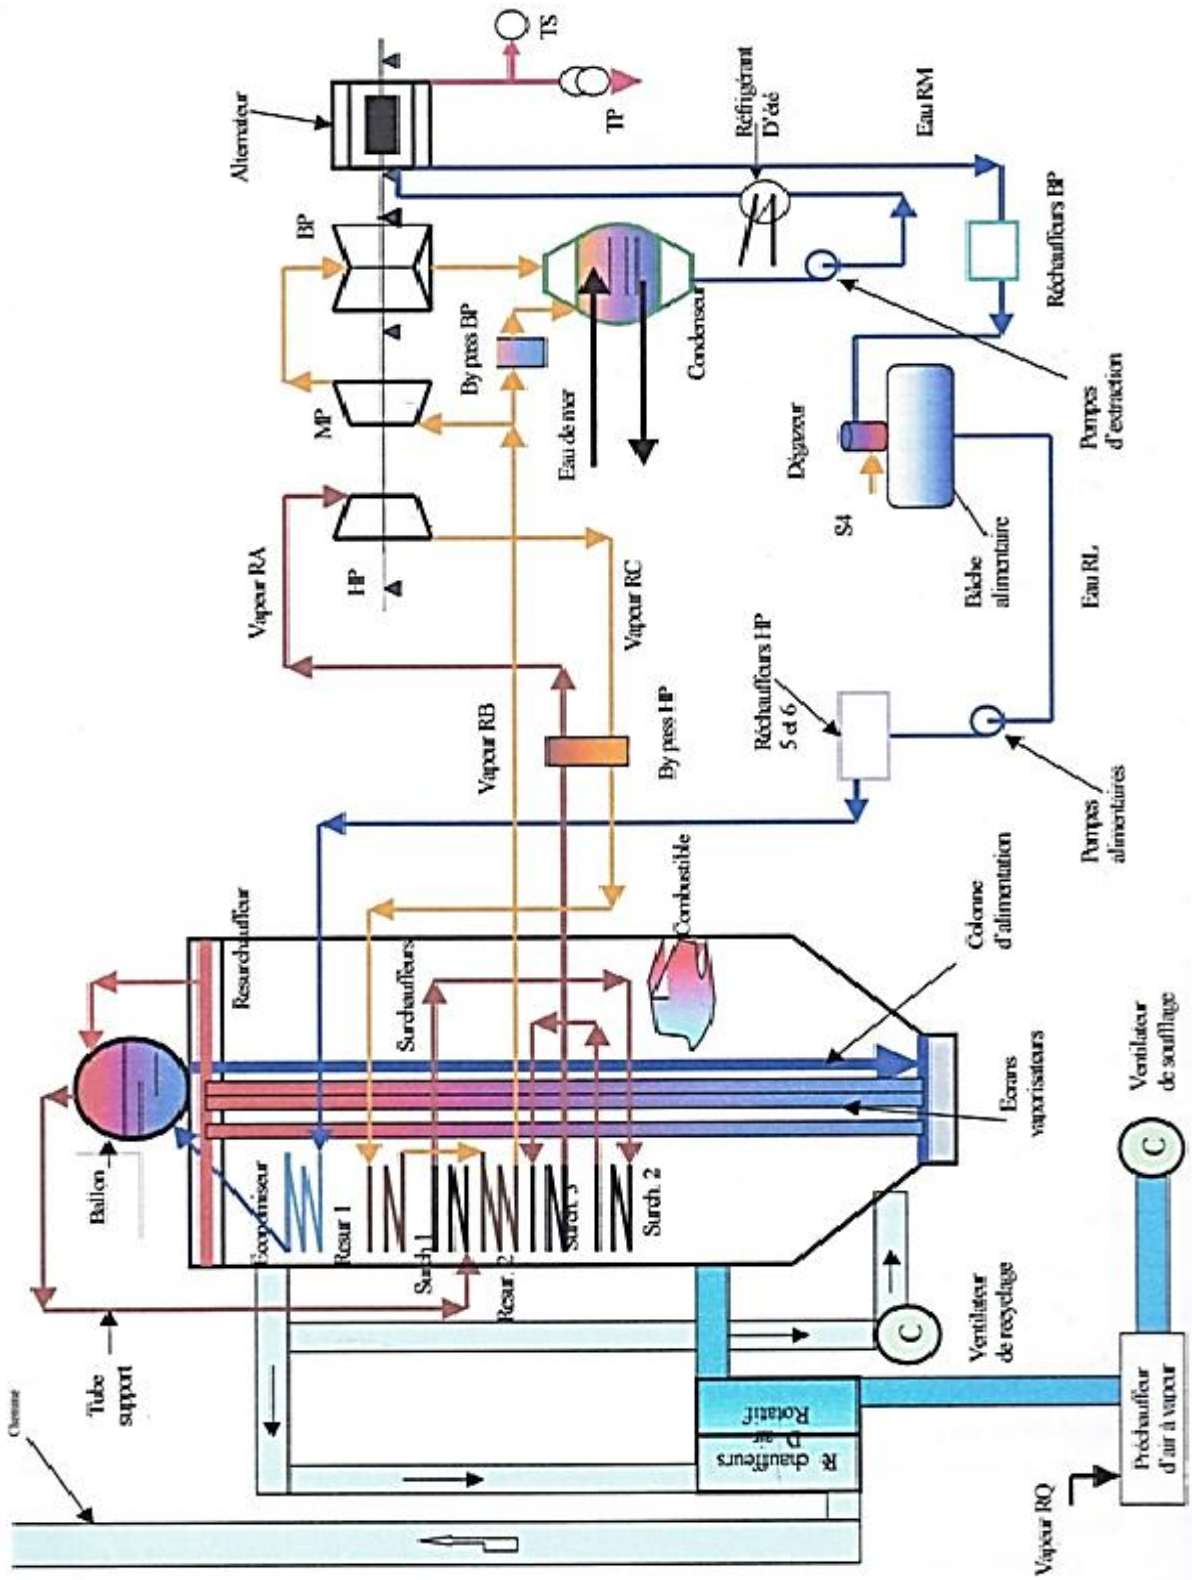 Cheminé
Tube
support
Ballon
Resurchauffeur
Economiseur
Resur 1
Surchauffeurs
Surch 1
Resur. 2
Surch. 3
Surch. 2
Combustible
Vapeur RA
Vapeur RB
Vapeur RC
By pass HP
HP
MP
BP
Alternateur
TS
TP
By pass BP
Eau de mer
Condenseur
Réfrigérant
D'été
Eau RM
Réchauffeurs BP
Pompes
d'extraction
Dégazeur
S4
Bâche
alimentaire
Eau RL
Réchauffeurs HP
5 et 6
Pompes
alimentaires
Colonne
d'alimentation
Ecrans
vaporisateurs
Ventilateur
de soufflage
C
Ventilateur
de recyclage
C
Ré chauffeurs
D air
Rotatif
Préchauffeur
d'air à vapeur
Vapeur RQ